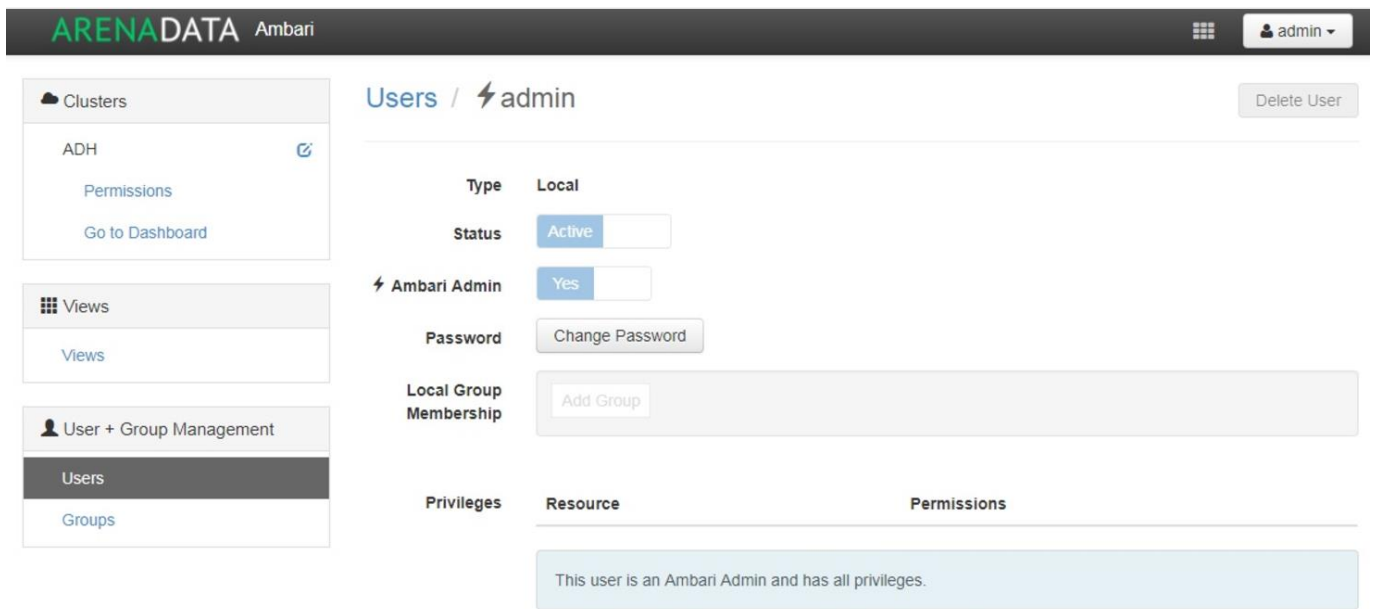 ARENADATA Ambari
admin
Clusters
ADH
Permissions
Go to Dashboard
Views
Views
User + Group Management
Users
Groups
Users / admin
Delete User
Type Local
Status Active
Ambari Admin Yes
Password Change Password
Local Group
Membership
Add Group
Privileges Resource Permissions
This user is an Ambari Admin and has all privileges.